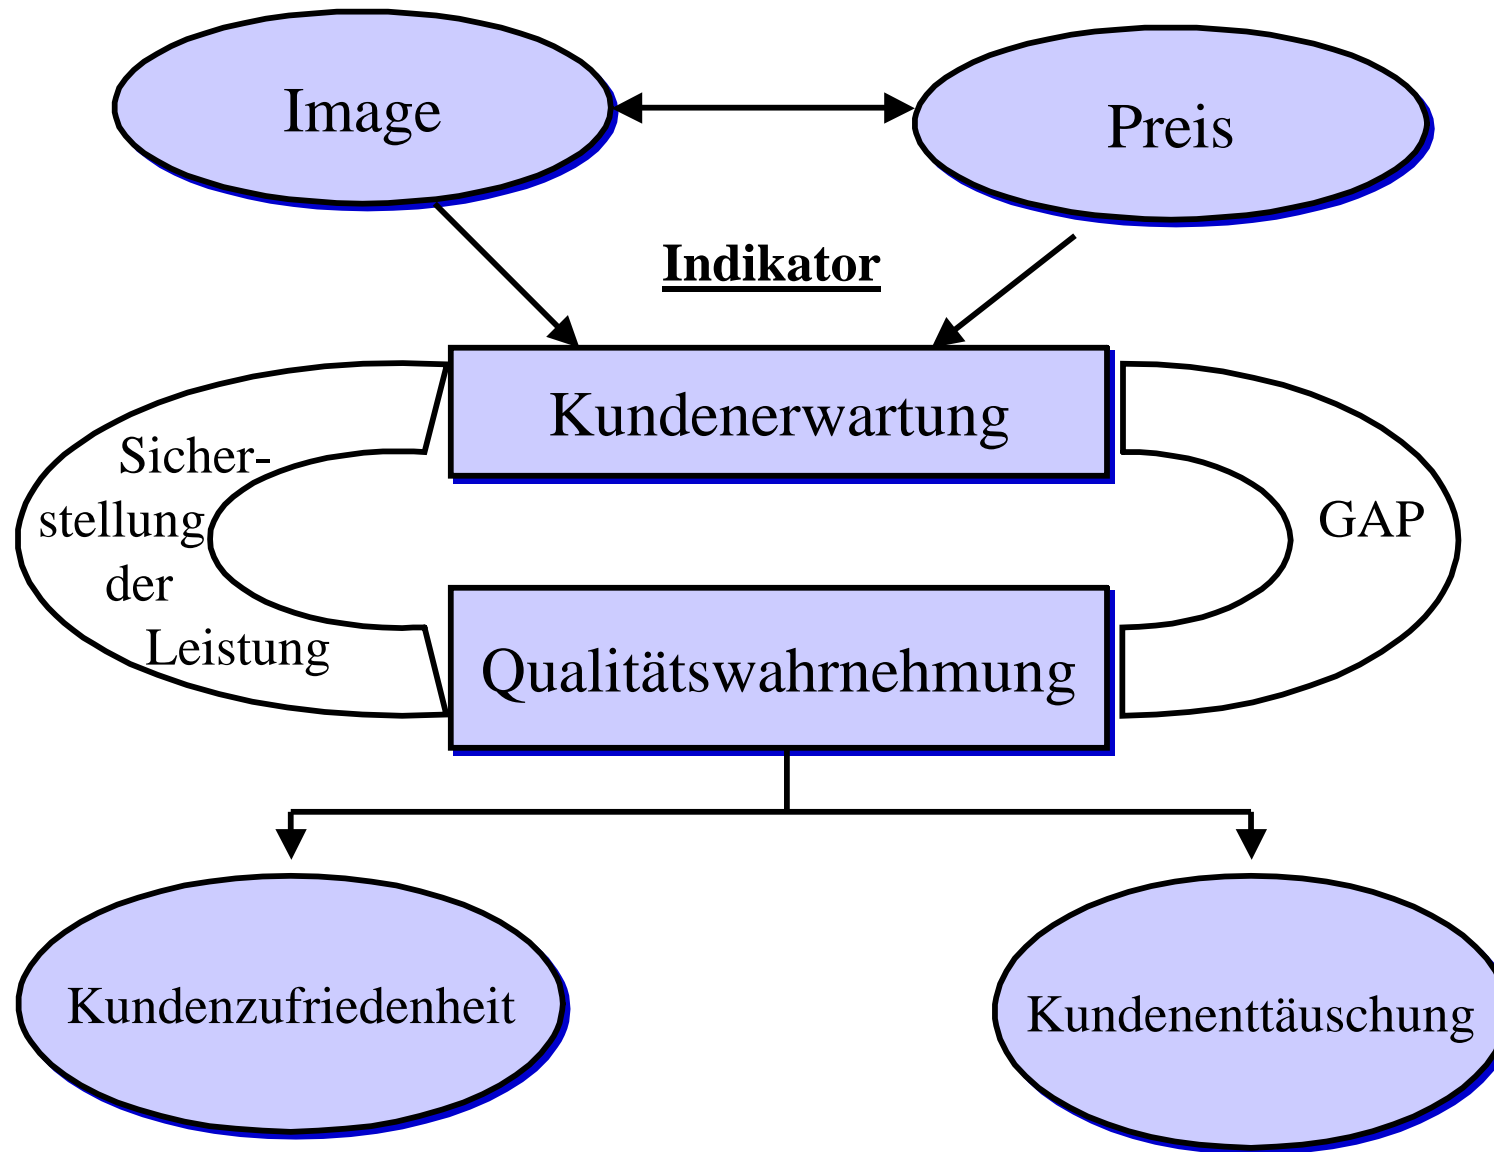 Image
Preis
Indikator
Kundenerwartung
Sicher-
stellung
der
Leistung
GAP
Qualitätswahrnehmung
Kundenzufriedenheit
Kundenenttäuschung